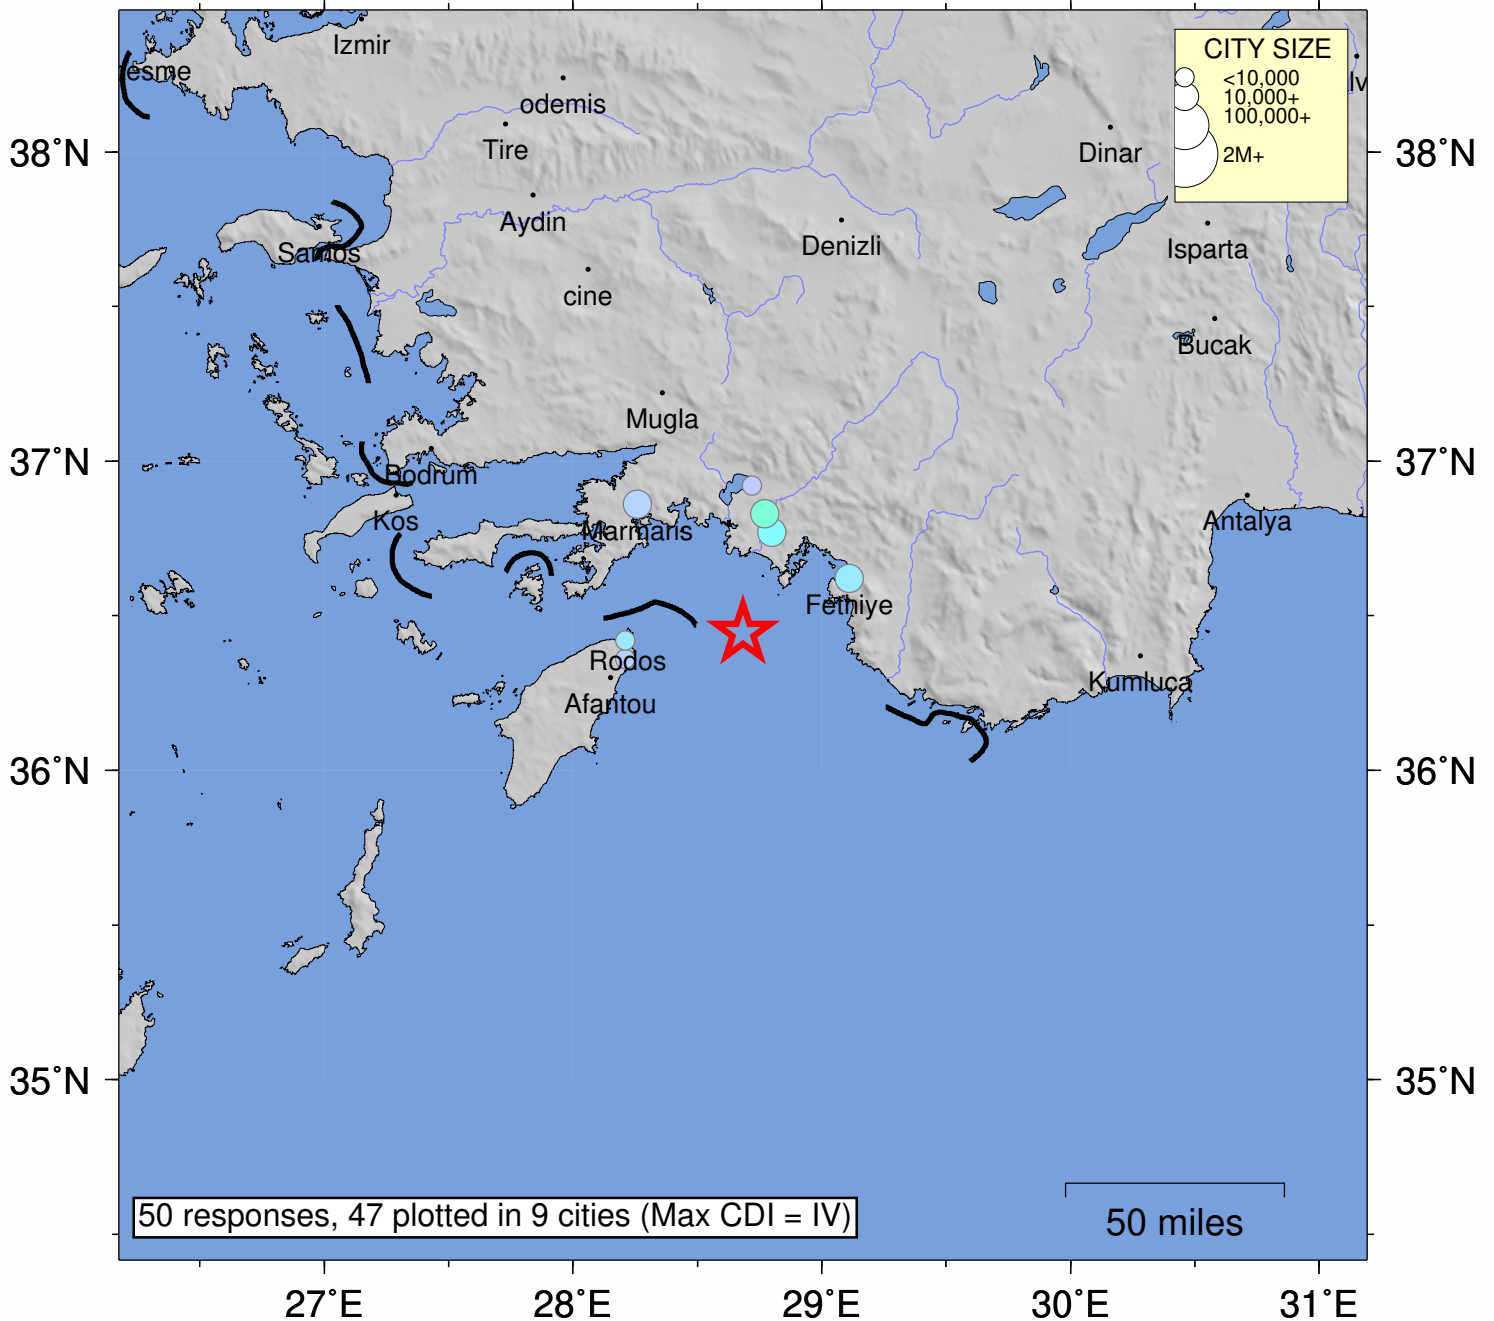 Izmir
CITY SIZE
esme
<10,000
lv
odemis
10,000+
100,000+
38°N
Tire
Dinar
2M+
38°N
Aydin
Denizli
Isparta
Samos
cine
Bucak
Mugla
37°N
Bodrum
37°N
Kos
Marmaris
Antalya
Fethiye
Rodos
Kumluca
Afantou
36°N
36°N
35°N
35°N
50 responses, 47 plotted in 9 cities (Max CDI = IV)
50 miles
27°E
28°E
29°E
30°E
31°E